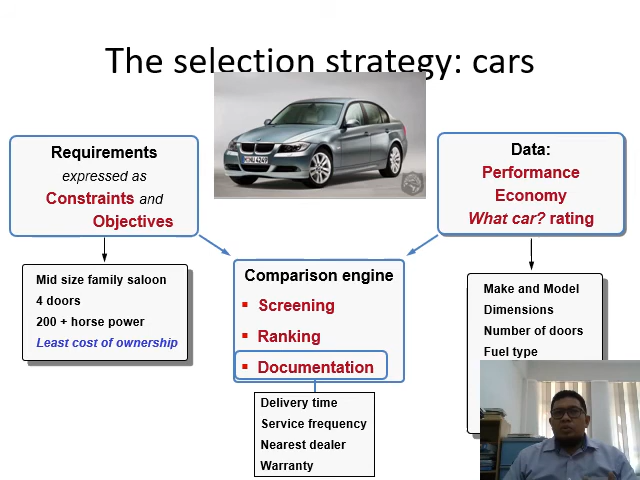 The selection strategy: cars
Requirements
expressed as
Constraints and
Objectives
Data:
Performance
Economy
What car? rating
Mid size family saloon
4 doors
200 + horse power
Least cost of ownership
Comparison engine
Screening
Ranking
Documentation
Make and Model
Dimensions
Number of doors
Fuel type
Delivery time
Service frequency
Nearest dealer
Warranty